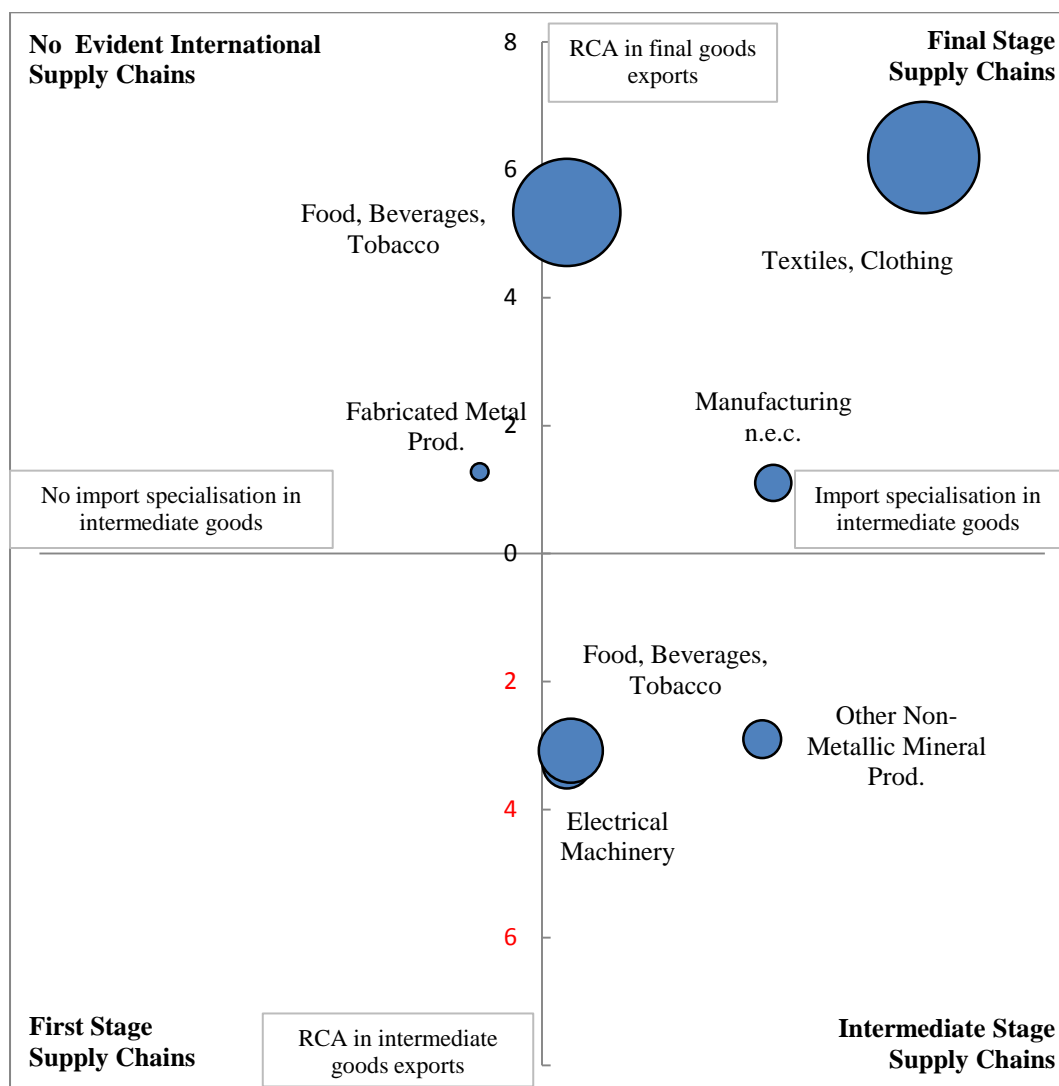 No  Evident International
Supply Chains
8
RCA in final goods
exports
Final Stage
Supply Chains
6
Food, Beverages,
Tobacco
Textiles, Clothing
4
Fabricated Metal
Prod.
2
Manufacturing
n.e.c.
No import specialisation in
intermediate goods
Import specialisation in
intermediate goods
0
Food, Beverages,
Tobacco
2
Other Non-
Metallic Mineral
Prod.
4
Electrical
Machinery
6
First Stage
Supply Chains
RCA in intermediate
goods exports
Intermediate Stage
Supply Chains